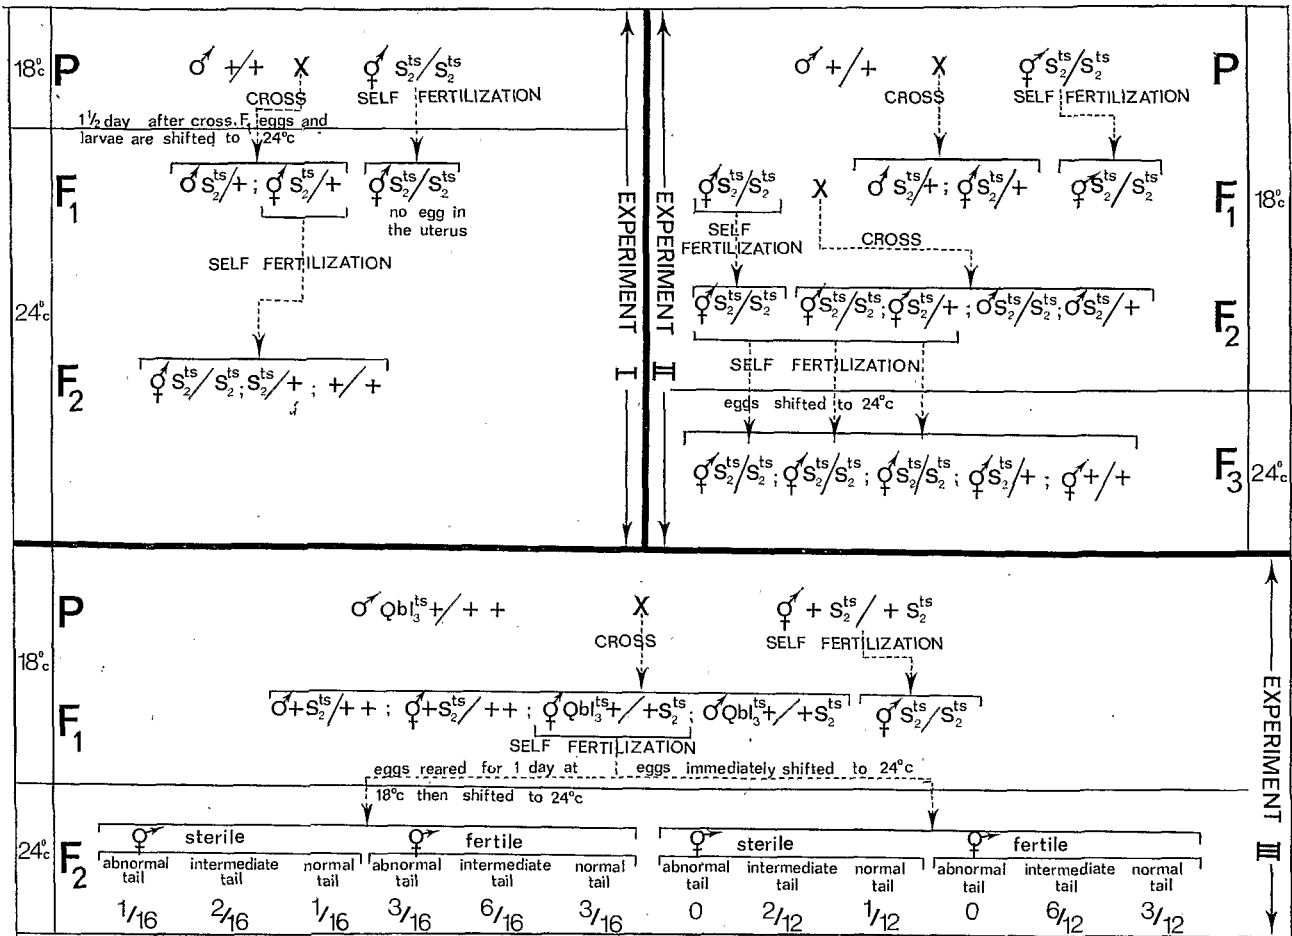 18°c P ♂ +/+ X ⚥ S₂ᵗˢ/S₂ᵗˢ
CROSS SELF FERTILIZATION
1½ day after cross, F₁ eggs and
larvae are shifted to 24°c
F₁ ♂ S₂ᵗˢ/+ ; ⚥ S₂ᵗˢ/+ ⚥ S₂ᵗˢ/S₂ᵗˢ
no egg in
the uterus
SELF FERTILIZATION
24°c
F₂ ⚥ S₂ᵗˢ/S₂ᵗˢ ; S₂ᵗˢ/+ ; +/+
EXPERIMENT I
EXPERIMENT II
♂ +/+ X ⚥ S₂ᵗˢ/S₂ᵗˢ P
CROSS SELF FERTILIZATION
⚥ S₂ᵗˢ/S₂ᵗˢ X ♂ S₂ᵗˢ/+ ; ⚥ S₂ᵗˢ/+ ⚥ S₂ᵗˢ/S₂ᵗˢ F₁ 18°c
SELF
FERTILIZATION CROSS
⚥ S₂ᵗˢ/S₂ᵗˢ ⚥ S₂ᵗˢ/S₂ᵗˢ ; ⚥ S₂ᵗˢ/+ ; ♂ S₂ᵗˢ/S₂ᵗˢ ; ♂ S₂ᵗˢ/+ F₂
SELF FERTILIZATION
eggs shifted to 24°c
⚥ S₂ᵗˢ/S₂ᵗˢ ; ⚥ S₂ᵗˢ/S₂ᵗˢ ; ⚥ S₂ᵗˢ/S₂ᵗˢ ; ⚥ S₂ᵗˢ/+ ; ⚥ +/+ F₃ 24°c
P ♂ Qbl₃ᵗˢ +/+ + X ⚥ + S₂ᵗˢ/+ S₂ᵗˢ
CROSS SELF FERTILIZATION
18°c
F₁ ♂ + S₂ᵗˢ/+ + ; ⚥ + S₂ᵗˢ/+ + ; ⚥ Qbl₃ᵗˢ +/+ S₂ᵗˢ ; ♂ Qbl₃ᵗˢ +/+ S₂ᵗˢ ⚥ S₂ᵗˢ/S₂ᵗˢ
SELF FERTILIZATION
eggs reared for 1 day at eggs immediately shifted to 24°c
18°c then shifted to 24°c
24°c F₂ ⚥ sterile ⚥ fertile ⚥ sterile ⚥ fertile
abnormal intermediate normal abnormal intermediate normal abnormal intermediate normal abnormal intermediate normal
tail tail tail tail tail tail tail tail tail tail tail tail
1/16 2/16 1/16 3/16 6/16 3/16 0 2/12 1/12 0 6/12 3/12
EXPERIMENT III